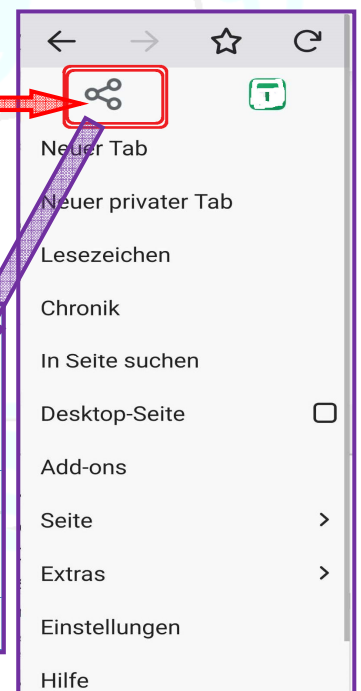 Neuer Tab
Neuer privater Tab
Lesezeichen
Chronik
In Seite suchen
Desktop-Seite
Add-ons
Seite
Extras
Einstellungen
Hilfe